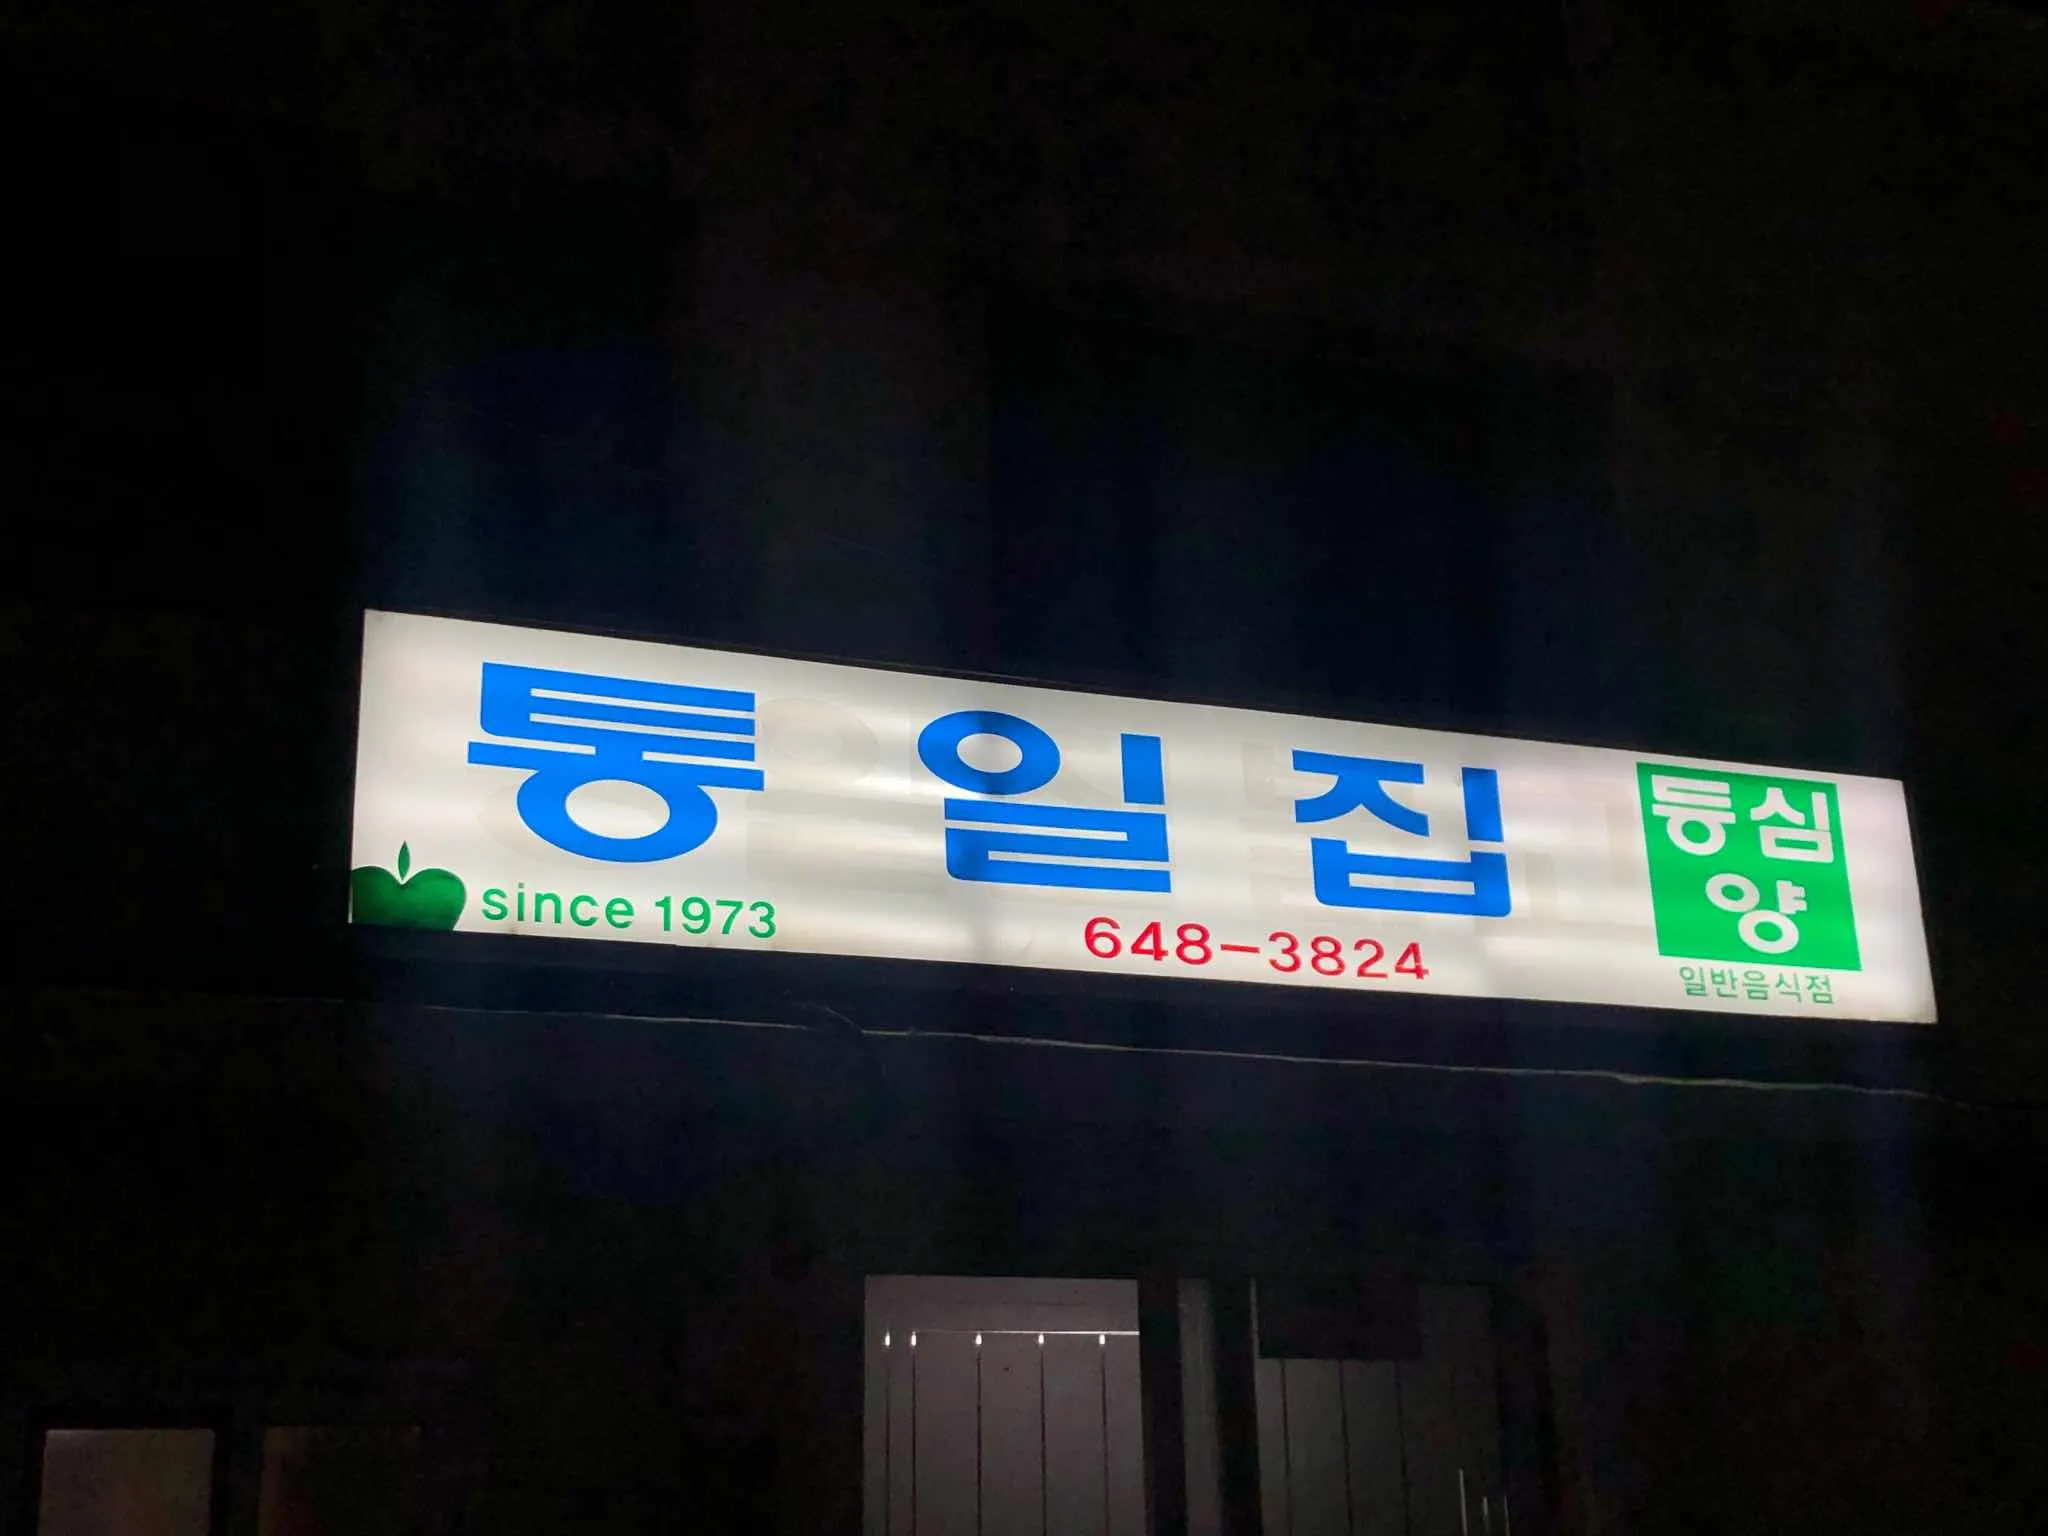 통일집
since 1973
648-3824
등심
양
일반음식점